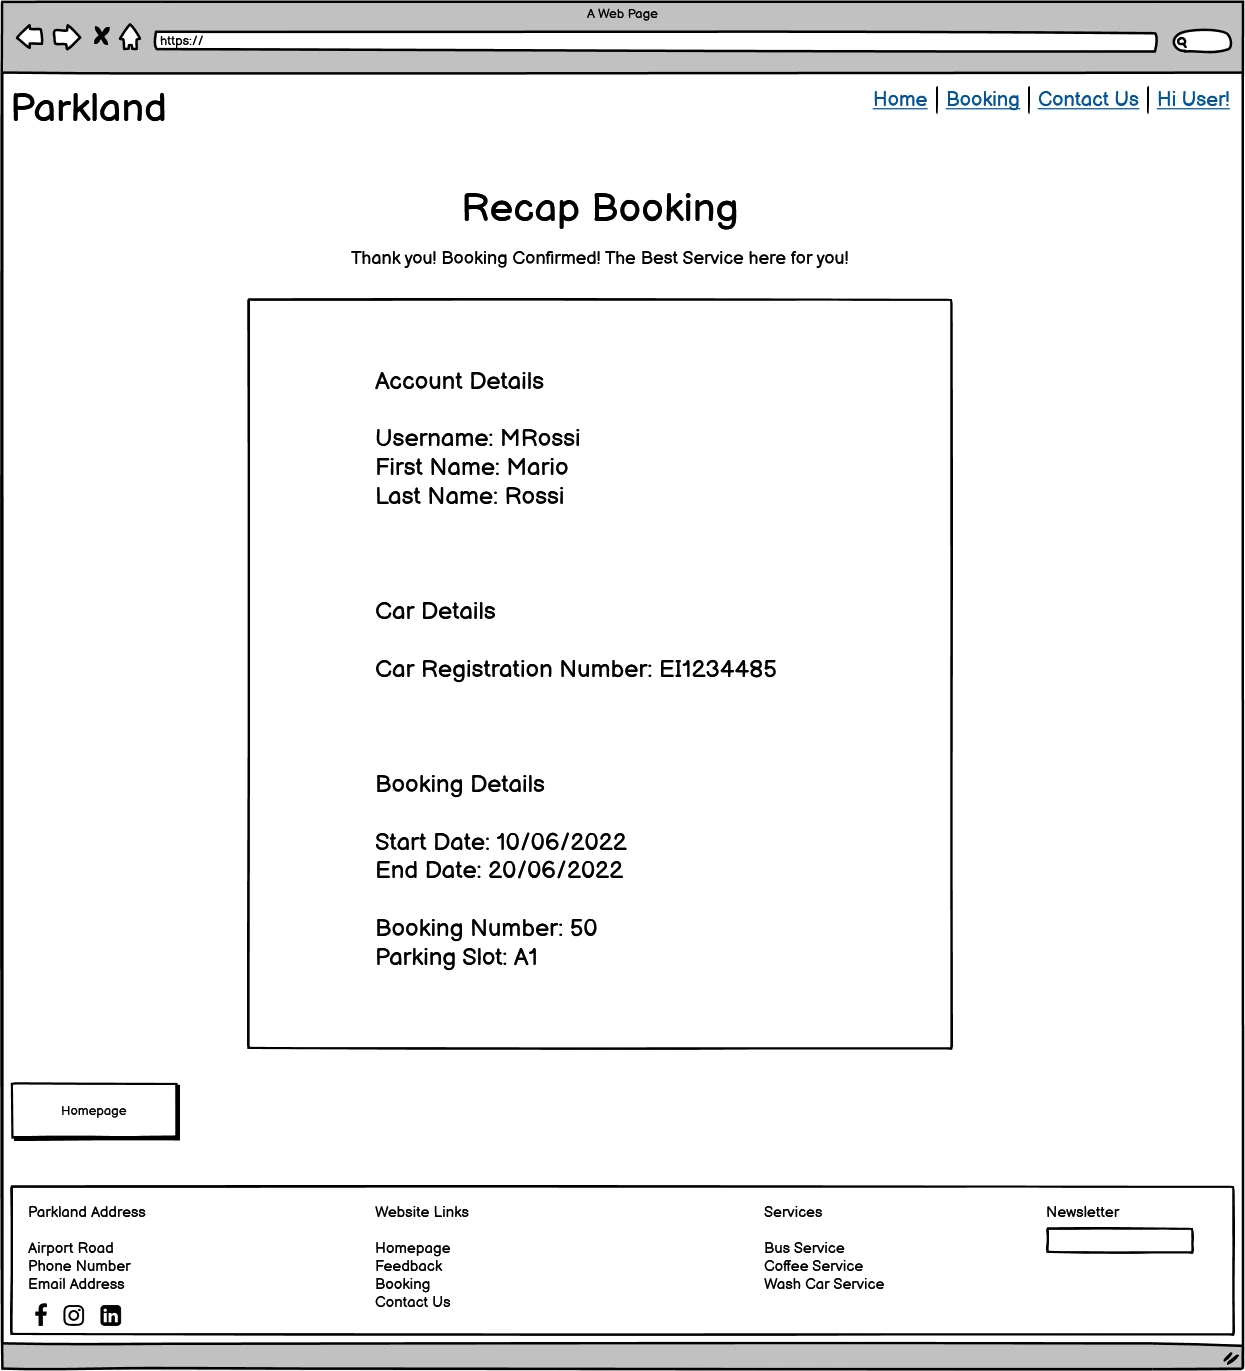 A Web Page
https://
Parkland
Home Booking Contact Us Hi User!
Recap Booking
Thank you! Booking Confirmed! The Best Service here for you!
Account Details
Username: MRossi
First Name: Mario
Last Name: Rossi
Car Details
Car Registration Number: EI1234485
Booking Details
Start Date: 10/06/2022
End Date: 20/06/2022
Booking Number: 50
Parking Slot: A1
Homepage
Parkland Address
Airport Road
Phone Number
Email Address
Website Links
Homepage
Feedback
Booking
Contact Us
Services
Bus Service
Coffee Service
Wash Car Service
Newsletter